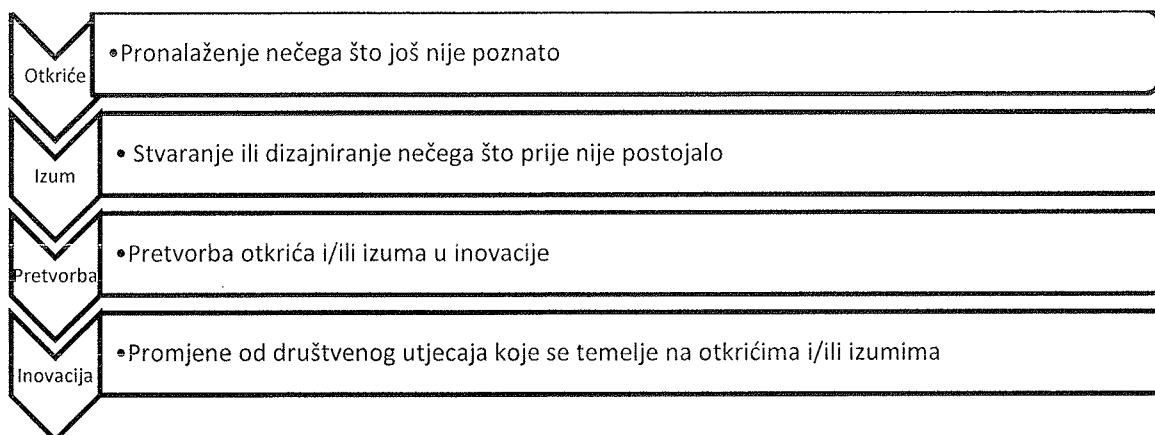 Otkriće
•Pronalaženje nečega što još nije poznato
Izum
• Stvaranje ili dizajniranje nečega što prije nije postojalo
Pretvorba
•Pretvorba otkrića i/ili izuma u inovacije
Inovacija
•Promjene od društvenog utjecaja koje se temelje na otkrićima i/ili izumima